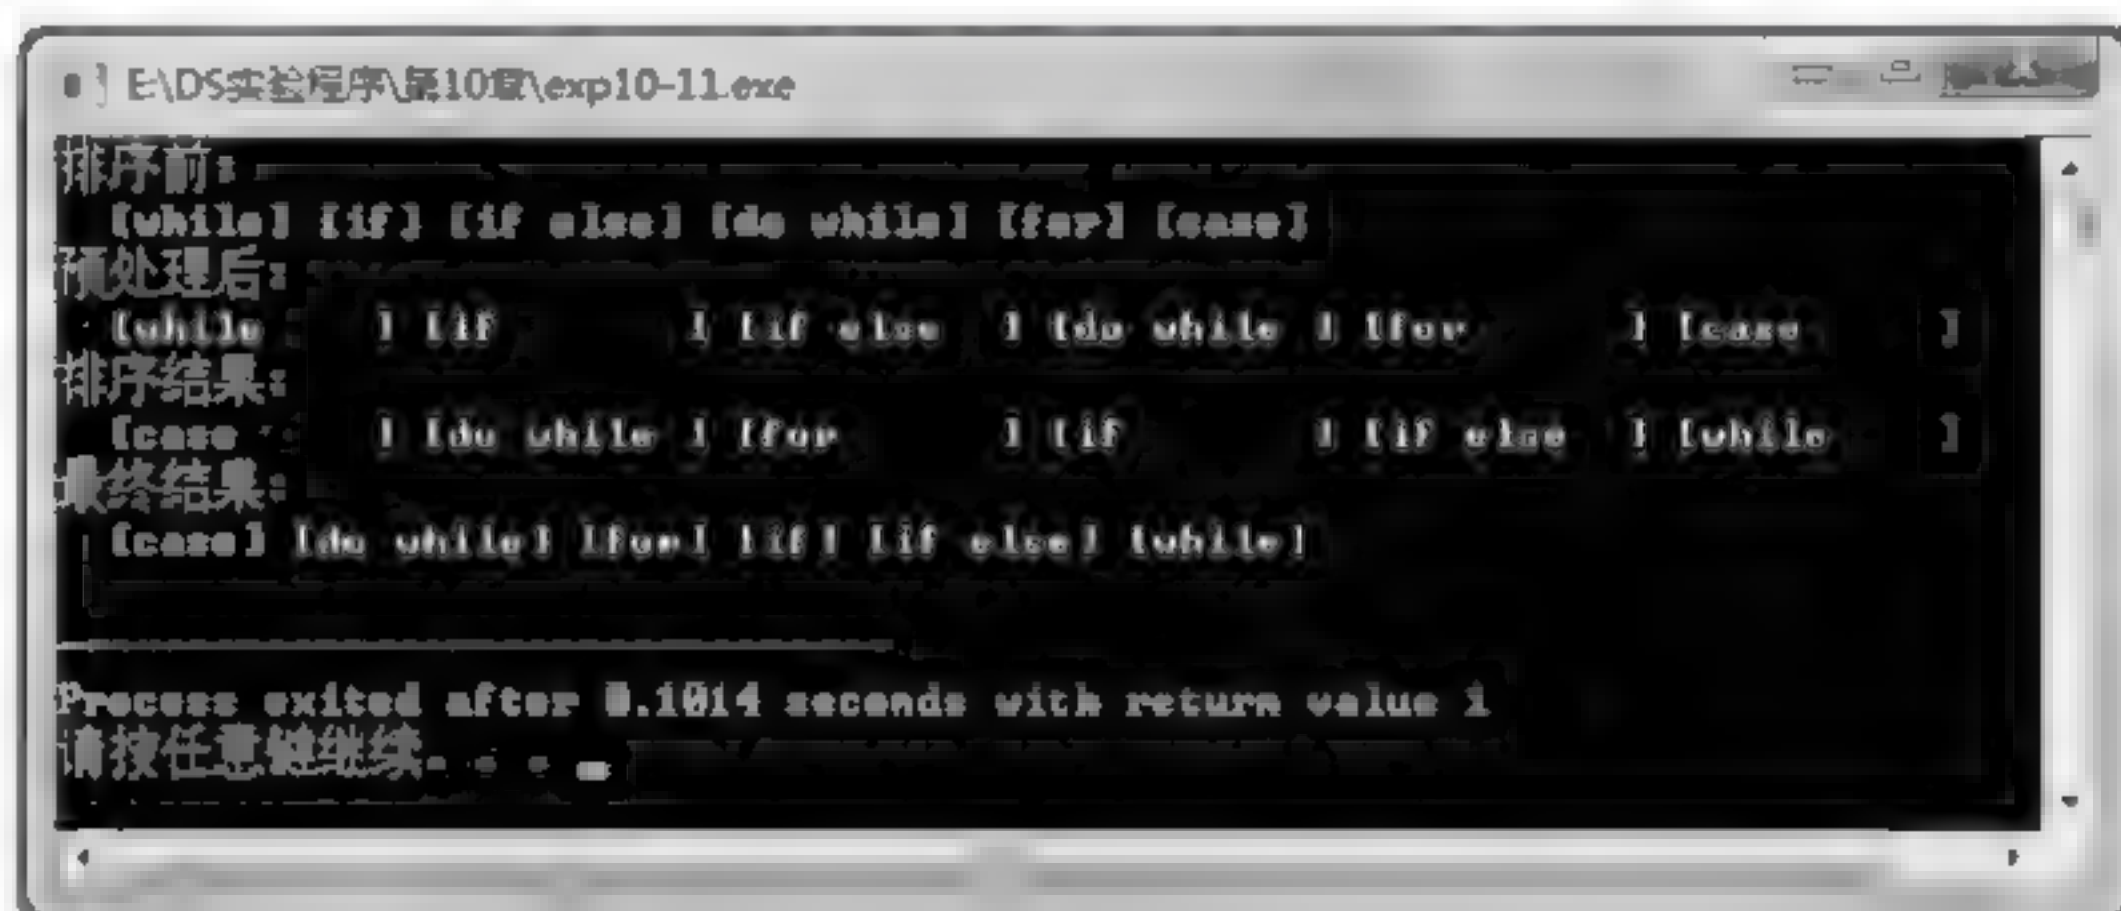 E:\DS实验程序\第10章\exp10-11.exe
排序前:
[while] [if] [if else] [do while] [for] [case]
预处理后:
[while    ] [if       ] [if else  ] [do while ] [for      ] [case     ]
排序结果:
[case     ] [do while ] [for      ] [if       ] [if else  ] [while    ]
最终结果:
[case] [do while] [for] [if] [if else] [while]
Process exited after 0.1014 seconds with return value 1
请按任意键继续. . .